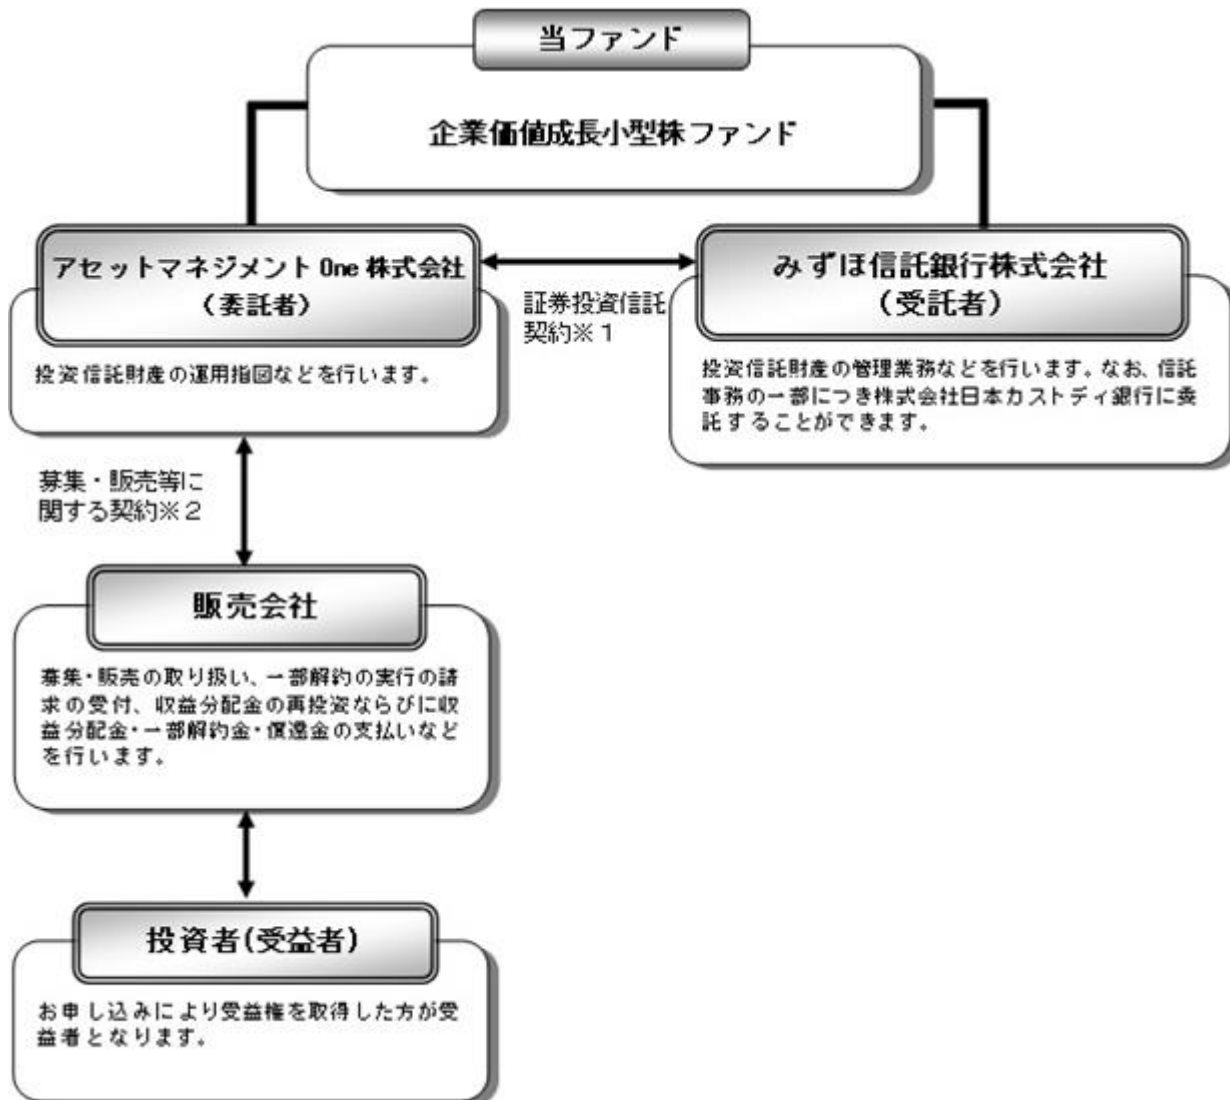 当ファンド
企業価値成長小型株ファンド
アセットマネジメント One 株式会社
（委託者）
投資信託財産の運用指図などを行います。
証券投資信託
契約※１
みずほ信託銀行株式会社
（受託者）
投資信託財産の管理業務などを行います。なお、信託
事務の一部につき株式会社日本カストディ銀行に委
託することができます。
募集・販売等に
関する契約※２
販売会社
募集・販売の取り扱い、一部解約の実行の請
求の受付、収益分配金の再投資ならびに収
益分配金・一部解約金・償還金の支払いなど
を行います。
投資者(受益者)
お申し込みにより受益権を取得した方が受
益者となります。